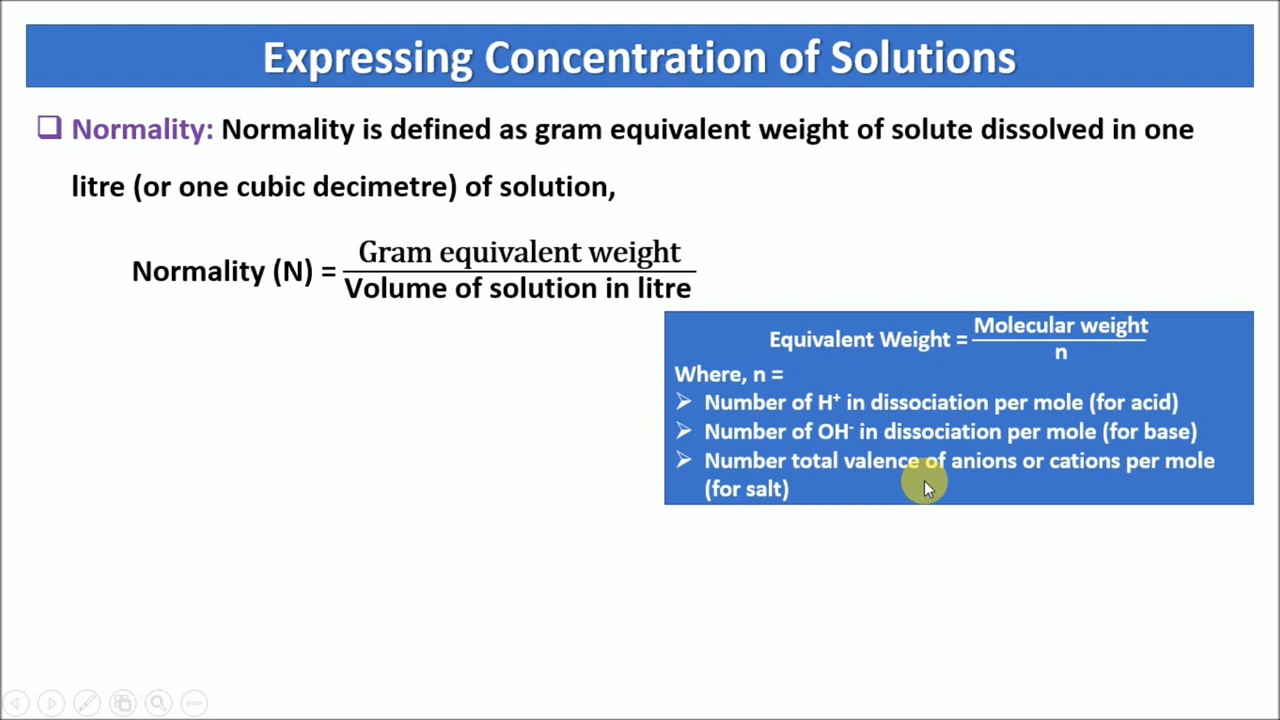 Expressing Concentration of Solutions
❑ Normality: Normality is defined as gram equivalent weight of solute dissolved in one
litre (or one cubic decimetre) of solution,
Normality (N) = Gram equivalent weight
Volume of solution in litre
Equivalent Weight = Molecular weight
n
Where, n =
➢ Number of H⁺ in dissociation per mole (for acid)
➢ Number of OH⁻ in dissociation per mole (for base)
➢ Number total valence of anions or cations per mole
(for salt)